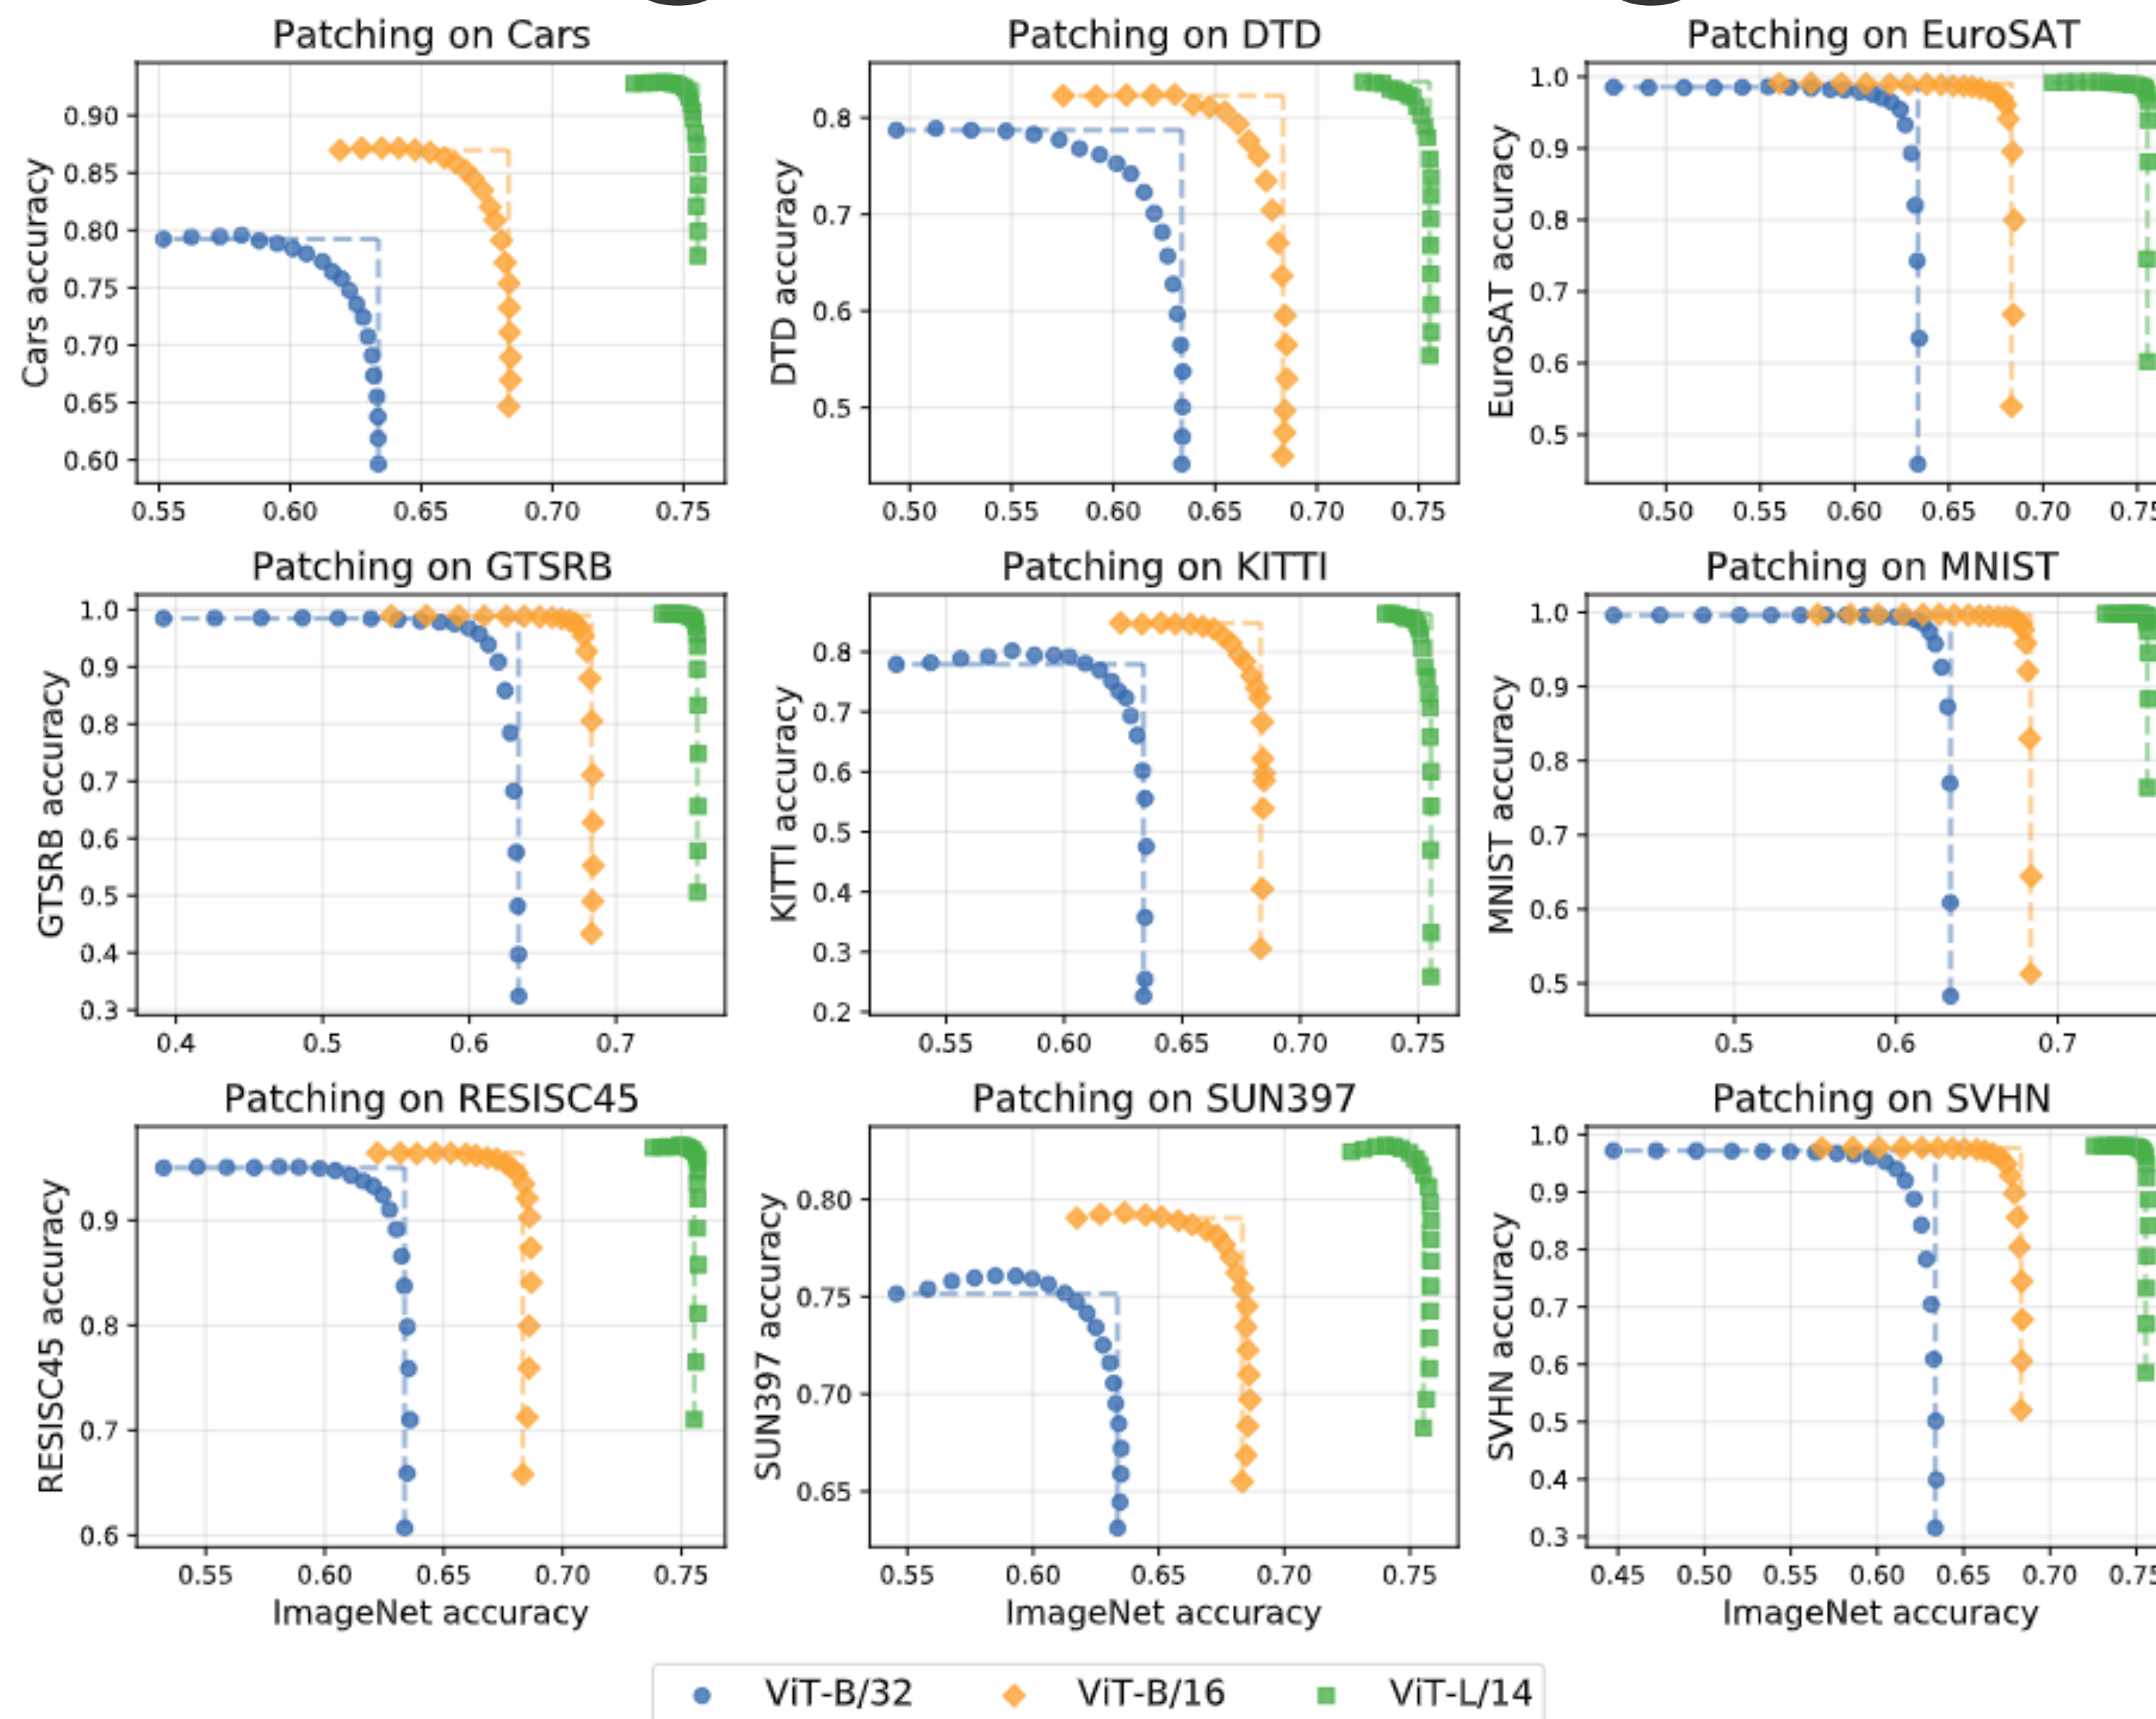 Patching on Cars
Cars accuracy
0.90
0.85
0.80
0.75
0.70
0.65
0.60
0.55 0.60 0.65 0.70 0.75
Patching on DTD
DTD accuracy
0.8
0.7
0.6
0.5
0.50 0.55 0.60 0.65 0.70 0.75
Patching on EuroSAT
EuroSAT accuracy
1.0
0.9
0.8
0.7
0.6
0.5
0.50 0.55 0.60 0.65 0.70
Patching on GTSRB
GTSRB accuracy
1.0
0.9
0.8
0.7
0.6
0.5
0.4
0.3
0.4 0.5 0.6 0.7
Patching on KITTI
KITTI accuracy
0.8
0.7
0.6
0.5
0.4
0.3
0.2
0.55 0.60 0.65 0.70 0.75
Patching on MNIST
MNIST accuracy
1.0
0.9
0.8
0.7
0.6
0.5
0.5 0.6 0.7
Patching on RESISC45
RESISC45 accuracy
0.9
0.8
0.7
0.6
0.55 0.60 0.65 0.70 0.75
ImageNet accuracy
Patching on SUN397
SUN397 accuracy
0.80
0.75
0.70
0.65
0.55 0.60 0.65 0.70 0.75
ImageNet accuracy
Patching on SVHN
SVHN accuracy
1.0
0.9
0.8
0.7
0.6
0.5
0.4
0.3
0.45 0.50 0.55 0.60 0.65 0.70
ImageNet accuracy
ViT-B/32 ViT-B/16 ViT-L/14